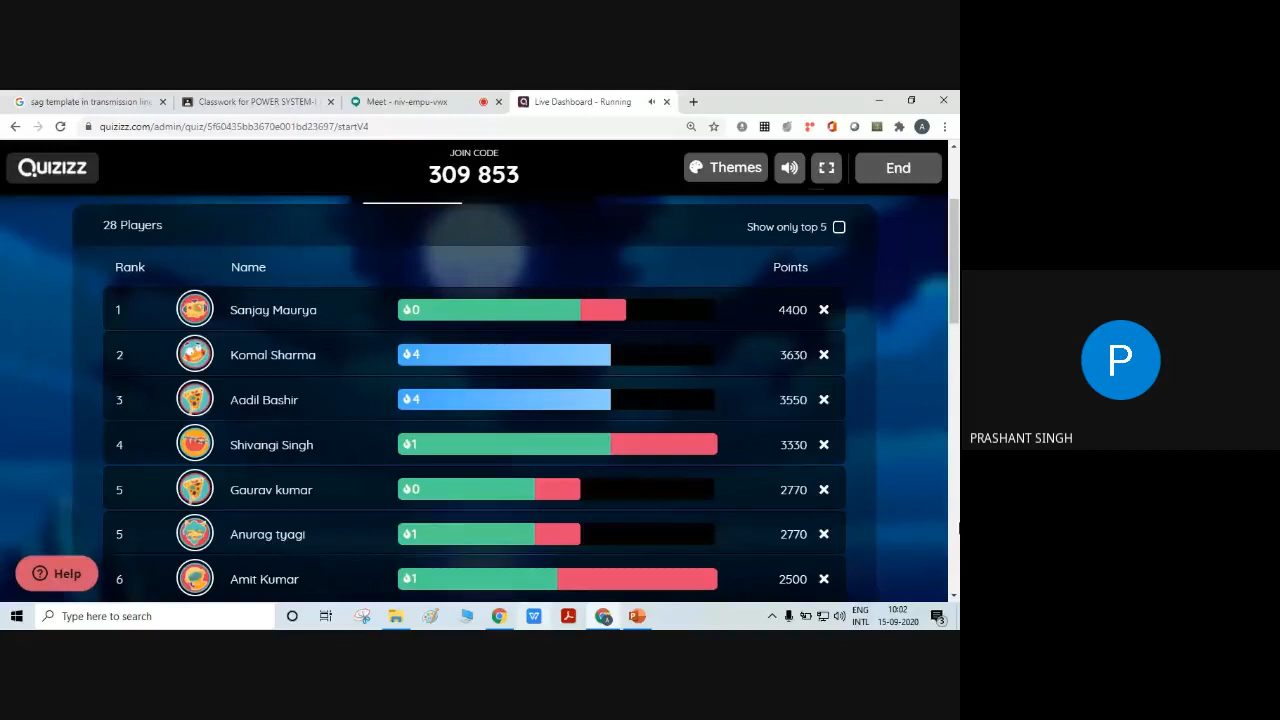 sag template in transmission line
Classwork for POWER SYSTEM-I
Meet - niv-empu-vwx
Live Dashboard - Running
quizizz.com/admin/quiz/5f60435bb3670e001bd23697/startV4
A
Quizizz
JOIN CODE
309 853
Themes
End
28 Players
Show only top 5
Rank Name Points
1 Sanjay Maurya 0 4400
2 Komal Sharma 4 3630
3 Aadil Bashir 4 3550
4 Shivangi Singh 1 3330
5 Gaurav kumar 0 2770
5 Anurag tyagi 1 2770
6 Amit Kumar 1 2500
Help
P
PRASHANT SINGH
Type here to search
ENG
INTL
10:02
15-09-2020
3